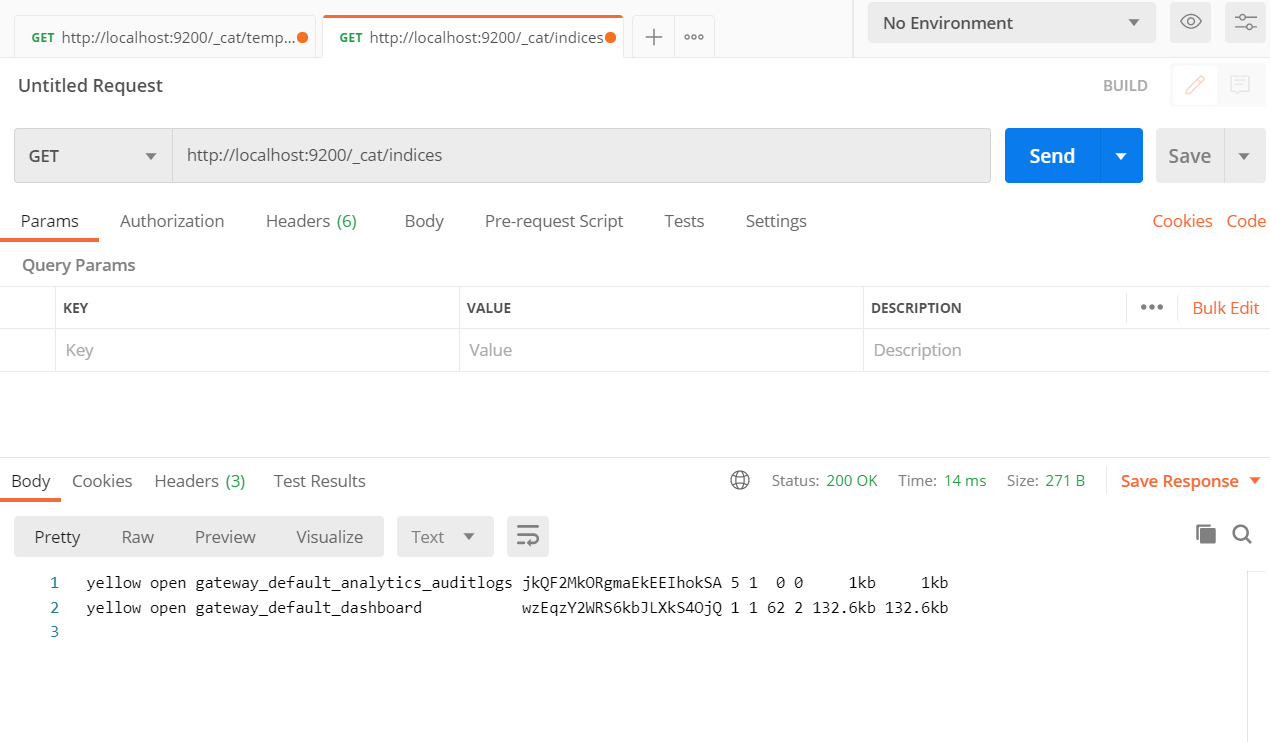 GET http://localhost:9200/_cat/temp... GET http://localhost:9200/_cat/indices No Environment
Untitled Request BUILD
GET http://localhost:9200/_cat/indices Send Save
Params Authorization Headers (6) Body Pre-request Script Tests Settings Cookies Code
Query Params
KEY VALUE DESCRIPTION Bulk Edit
Key Value Description
Body Cookies Headers (3) Test Results Status: 200 OK Time: 14 ms Size: 271 B Save Response
Pretty Raw Preview Visualize Text
1 yellow open gateway_default_analytics_auditlogs jkQF2MkORgmaEkEEIhokSA 5 1 0 0 1kb 1kb
2 yellow open gateway_default_dashboard wzEqzY2WRS6kbJLXkS4OjQ 1 1 62 2 132.6kb 132.6kb
3